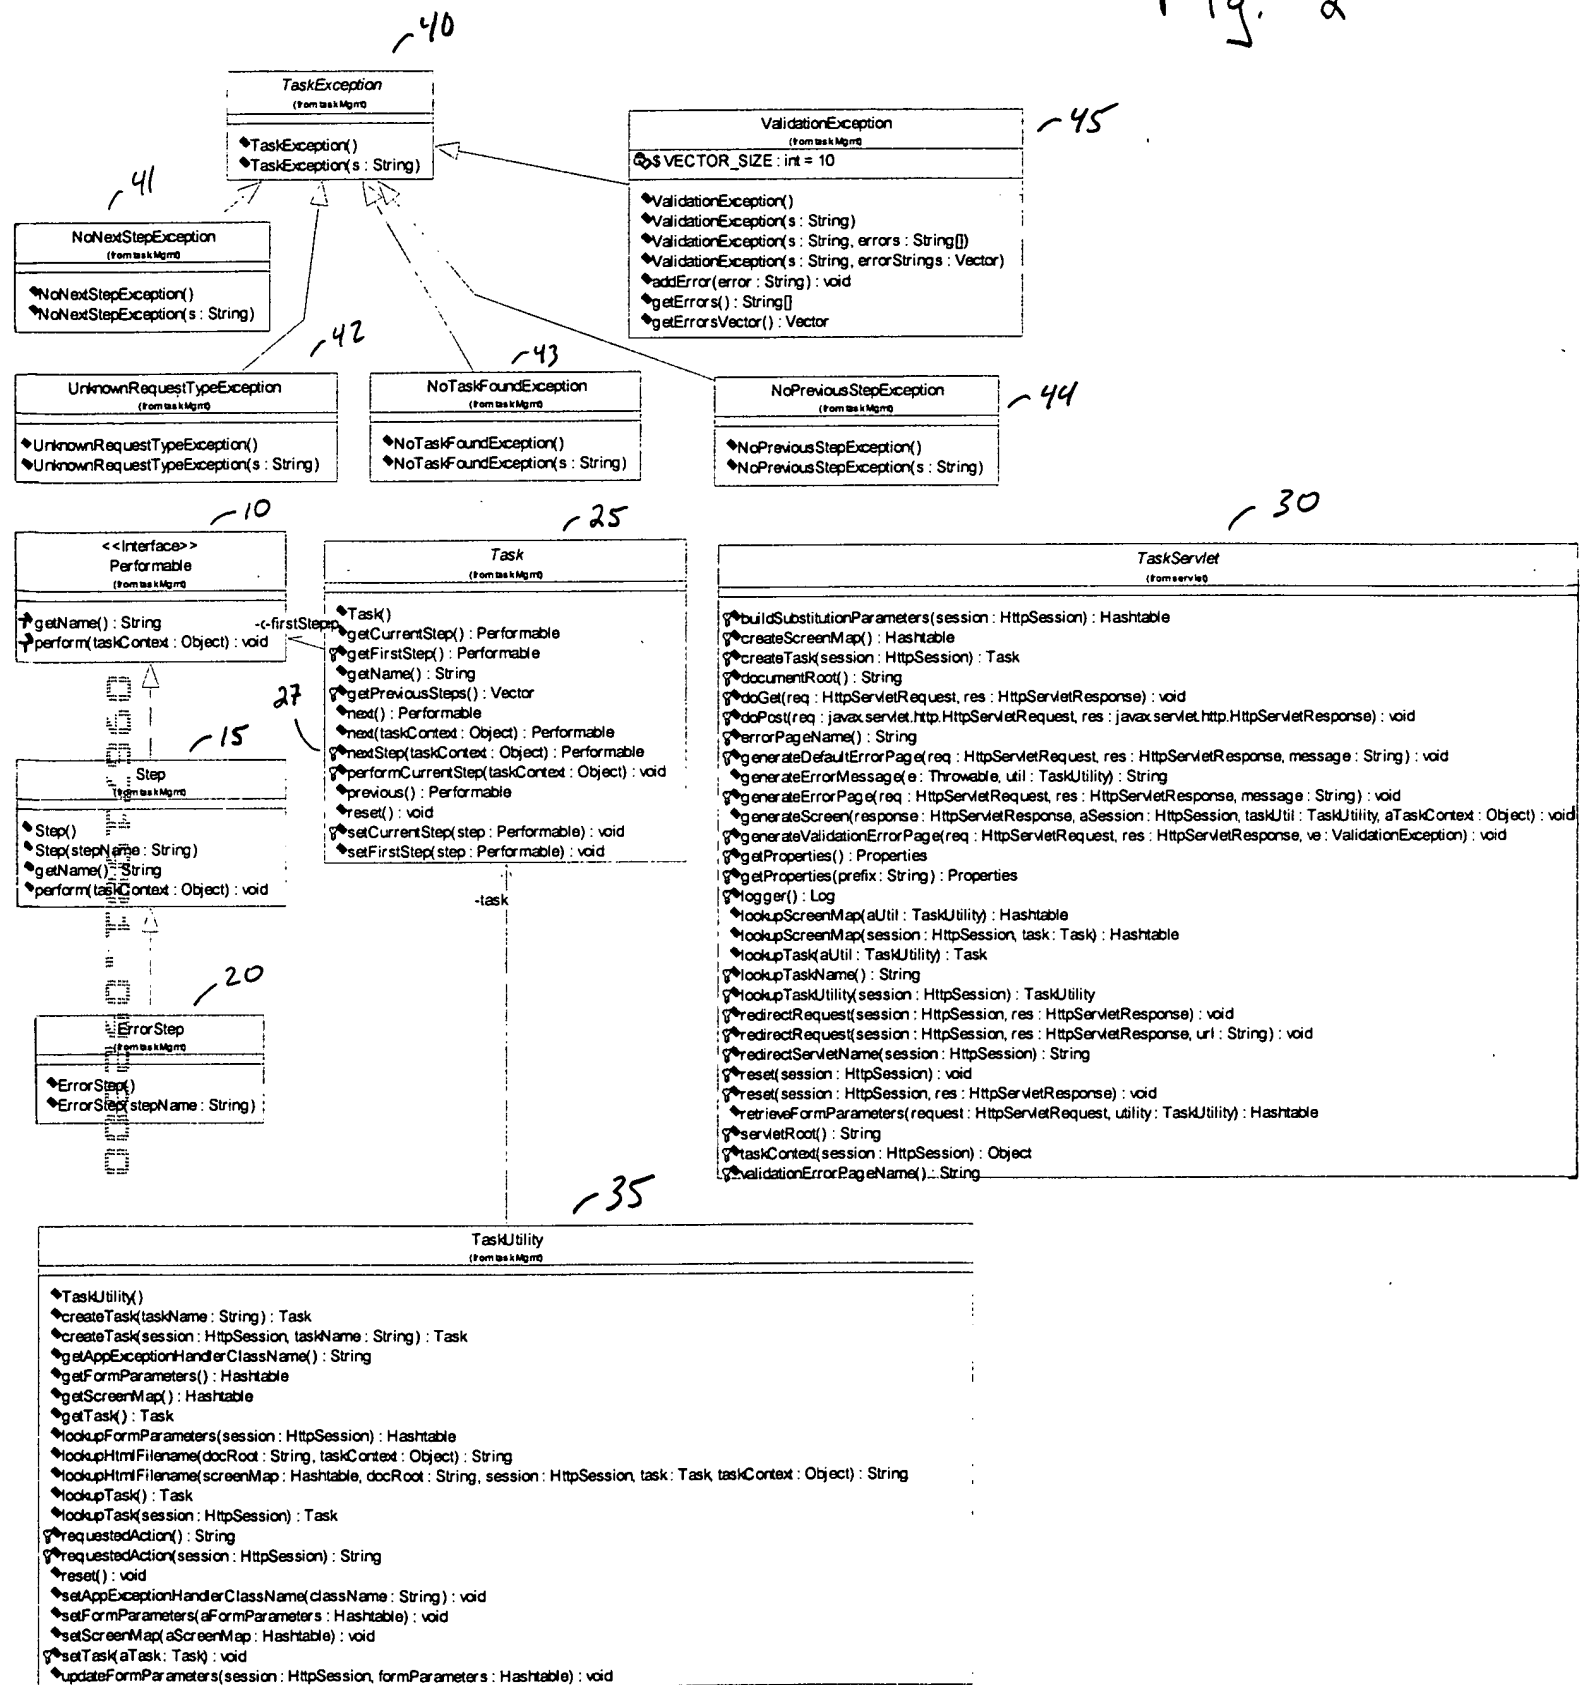 Fig. 2
40
TaskException
(from taskMgmt)
TaskException()
TaskException(s : String)
45
ValidationException
(from taskMgmt)
$ VECTOR_SIZE : int = 10
ValidationException()
ValidationException(s : String)
ValidationException(s : String, errors : String[])
ValidationException(s : String, errorStrings : Vector)
addError(error : String) : void
getErrors() : String[]
getErrorsVector() : Vector
41
NoNextStepException
(from taskMgmt)
NoNextStepException()
NoNextStepException(s : String)
42
UnknownRequestTypeException
(from taskMgmt)
UnknownRequestTypeException()
UnknownRequestTypeException(s : String)
43
NoTaskFoundException
(from taskMgmt)
NoTaskFoundException()
NoTaskFoundException(s : String)
44
NoPreviousStepException
(from taskMgmt)
NoPreviousStepException()
NoPreviousStepException(s : String)
10
<<Interface>>
Performable
(from taskMgmt)
getName() : String
perform(taskContext : Object) : void
15
Step
(from taskMgmt)
Step()
Step(stepName : String)
getName() : String
perform(taskContext : Object) : void
20
ErrorStep
(from taskMgmt)
ErrorStep()
ErrorStep(stepName : String)
25
Task
(from taskMgmt)
-firstStep
27
Task()
getCurrentStep() : Performable
getFirstStep() : Performable
getName() : String
getPreviousSteps() : Vector
next() : Performable
next(taskContext : Object) : Performable
nextStep(taskContext : Object) : Performable
performCurrentStep(taskContext : Object) : void
previous() : Performable
reset() : void
setCurrentStep(step : Performable) : void
setFirstStep(step : Performable) : void
-task
30
TaskServlet
(from servlet)
buildSubstitutionParameters(session : HttpSession) : Hashtable
createScreenMap() : Hashtable
createTask(session : HttpSession) : Task
documentRoot() : String
doGet(req : HttpServletRequest, res : HttpServletResponse) : void
doPost(req : javax.servlet.http.HttpServletRequest, res : javax.servlet.http.HttpServletResponse) : void
errorPageName() : String
generateDefaultErrorPage(req : HttpServletRequest, res : HttpServletResponse, message : String) : void
generateErrorMessage(e : Throwable, util : TaskUtility) : String
generateErrorPage(req : HttpServletRequest, res : HttpServletResponse, message : String) : void
generateScreen(response : HttpServletResponse, aSession : HttpSession, taskUtil : TaskUtility, aTaskContext : Object) : void
generateValidationErrorPage(req : HttpServletRequest, res : HttpServletResponse, ve : ValidationException) : void
getProperties() : Properties
getProperties(prefix : String) : Properties
logger() : Log
lookupScreenMap(aUtil : TaskUtility) : Hashtable
lookupScreenMap(session : HttpSession, task : Task) : Hashtable
lookupTask(aUtil : TaskUtility) : Task
lookupTaskName() : String
lookupTaskUtility(session : HttpSession) : TaskUtility
redirectRequest(session : HttpSession, res : HttpServletResponse) : void
redirectRequest(session : HttpSession, res : HttpServletResponse, url : String) : void
redirectServletName(session : HttpSession) : String
reset(session : HttpSession) : void
reset(session : HttpSession, res : HttpServletResponse) : void
retrieveFormParameters(request : HttpServletRequest, utility : TaskUtility) : Hashtable
servletRoot() : String
taskContext(session : HttpSession) : Object
validationErrorPageName() : String
35
TaskUtility
(from taskMgmt)
TaskUtility()
createTask(taskName : String) : Task
createTask(session : HttpSession, taskName : String) : Task
getAppExceptionHandlerClassName() : String
getFormParameters() : Hashtable
getScreenMap() : Hashtable
getTask() : Task
lookupFormParameters(session : HttpSession) : Hashtable
lookupHtmlFilename(docRoot : String, taskContext : Object) : String
lookupHtmlFilename(screenMap : Hashtable, docRoot : String, session : HttpSession, task : Task, taskContext : Object) : String
lookupTask() : Task
lookupTask(session : HttpSession) : Task
requestedAction() : String
requestedAction(session : HttpSession) : String
reset() : void
setAppExceptionHandlerClassName(className : String) : void
setFormParameters(aFormParameters : Hashtable) : void
setScreenMap(aScreenMap : Hashtable) : void
setTask(aTask : Task) : void
updateFormParameters(session : HttpSession, formParameters : Hashtable) : void